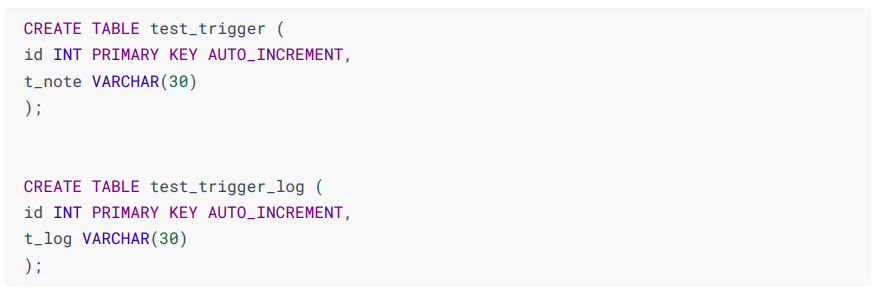 CREATE TABLE test_trigger (
id INT PRIMARY KEY AUTO_INCREMENT,
t_note VARCHAR(30)
);
CREATE TABLE test_trigger_log (
id INT PRIMARY KEY AUTO_INCREMENT,
t_log VARCHAR(30)
);